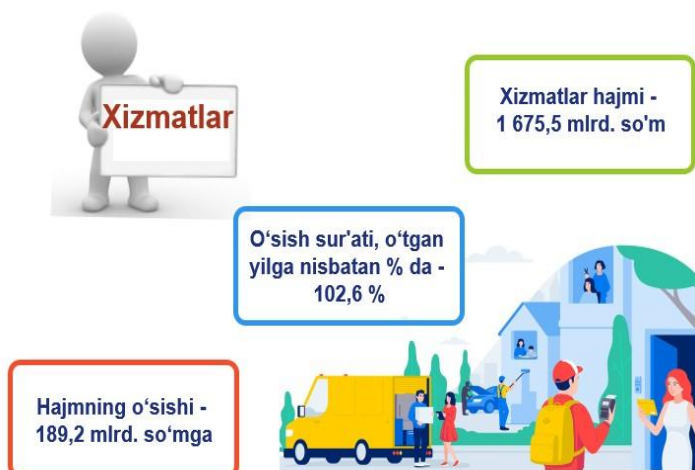 Xizmatlar
Xizmatlar hajmi -
1 675,5 mlrd. so'm
O‘sish sur'ati, o‘tgan
yilga nisbatan % da -
102,6 %
Hajmning o‘sishi -
189,2 mlrd. so‘mga